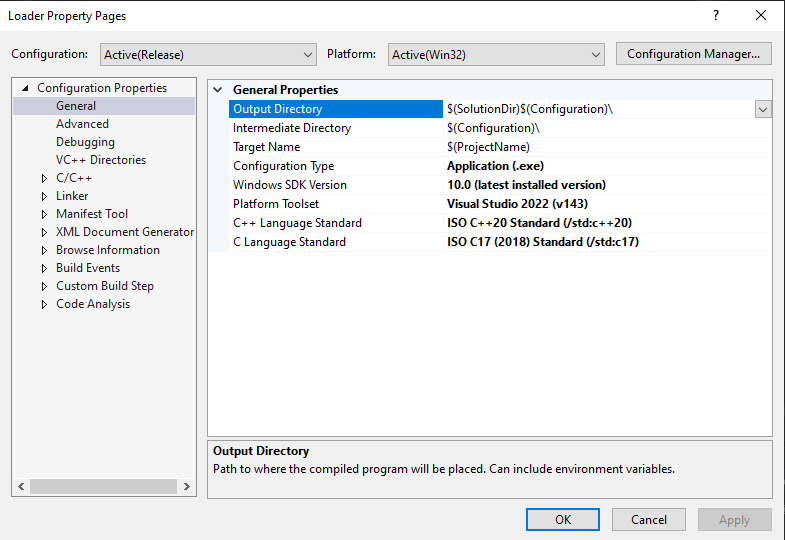 Loader Property Pages
Configuration: Active(Release) Platform: Active(Win32) Configuration Manager...
Configuration Properties
General
Advanced
Debugging
VC++ Directories
C/C++
Linker
Manifest Tool
XML Document Generator
Browse Information
Build Events
Custom Build Step
Code Analysis
General Properties
Output Directory $(SolutionDir)$(Configuration)\
Intermediate Directory $(Configuration)\
Target Name $(ProjectName)
Configuration Type Application (.exe)
Windows SDK Version 10.0 (latest installed version)
Platform Toolset Visual Studio 2022 (v143)
C++ Language Standard ISO C++20 Standard (/std:c++20)
C Language Standard ISO C17 (2018) Standard (/std:c17)
Output Directory
Path to where the compiled program will be placed. Can include environment variables.
OK Cancel Apply